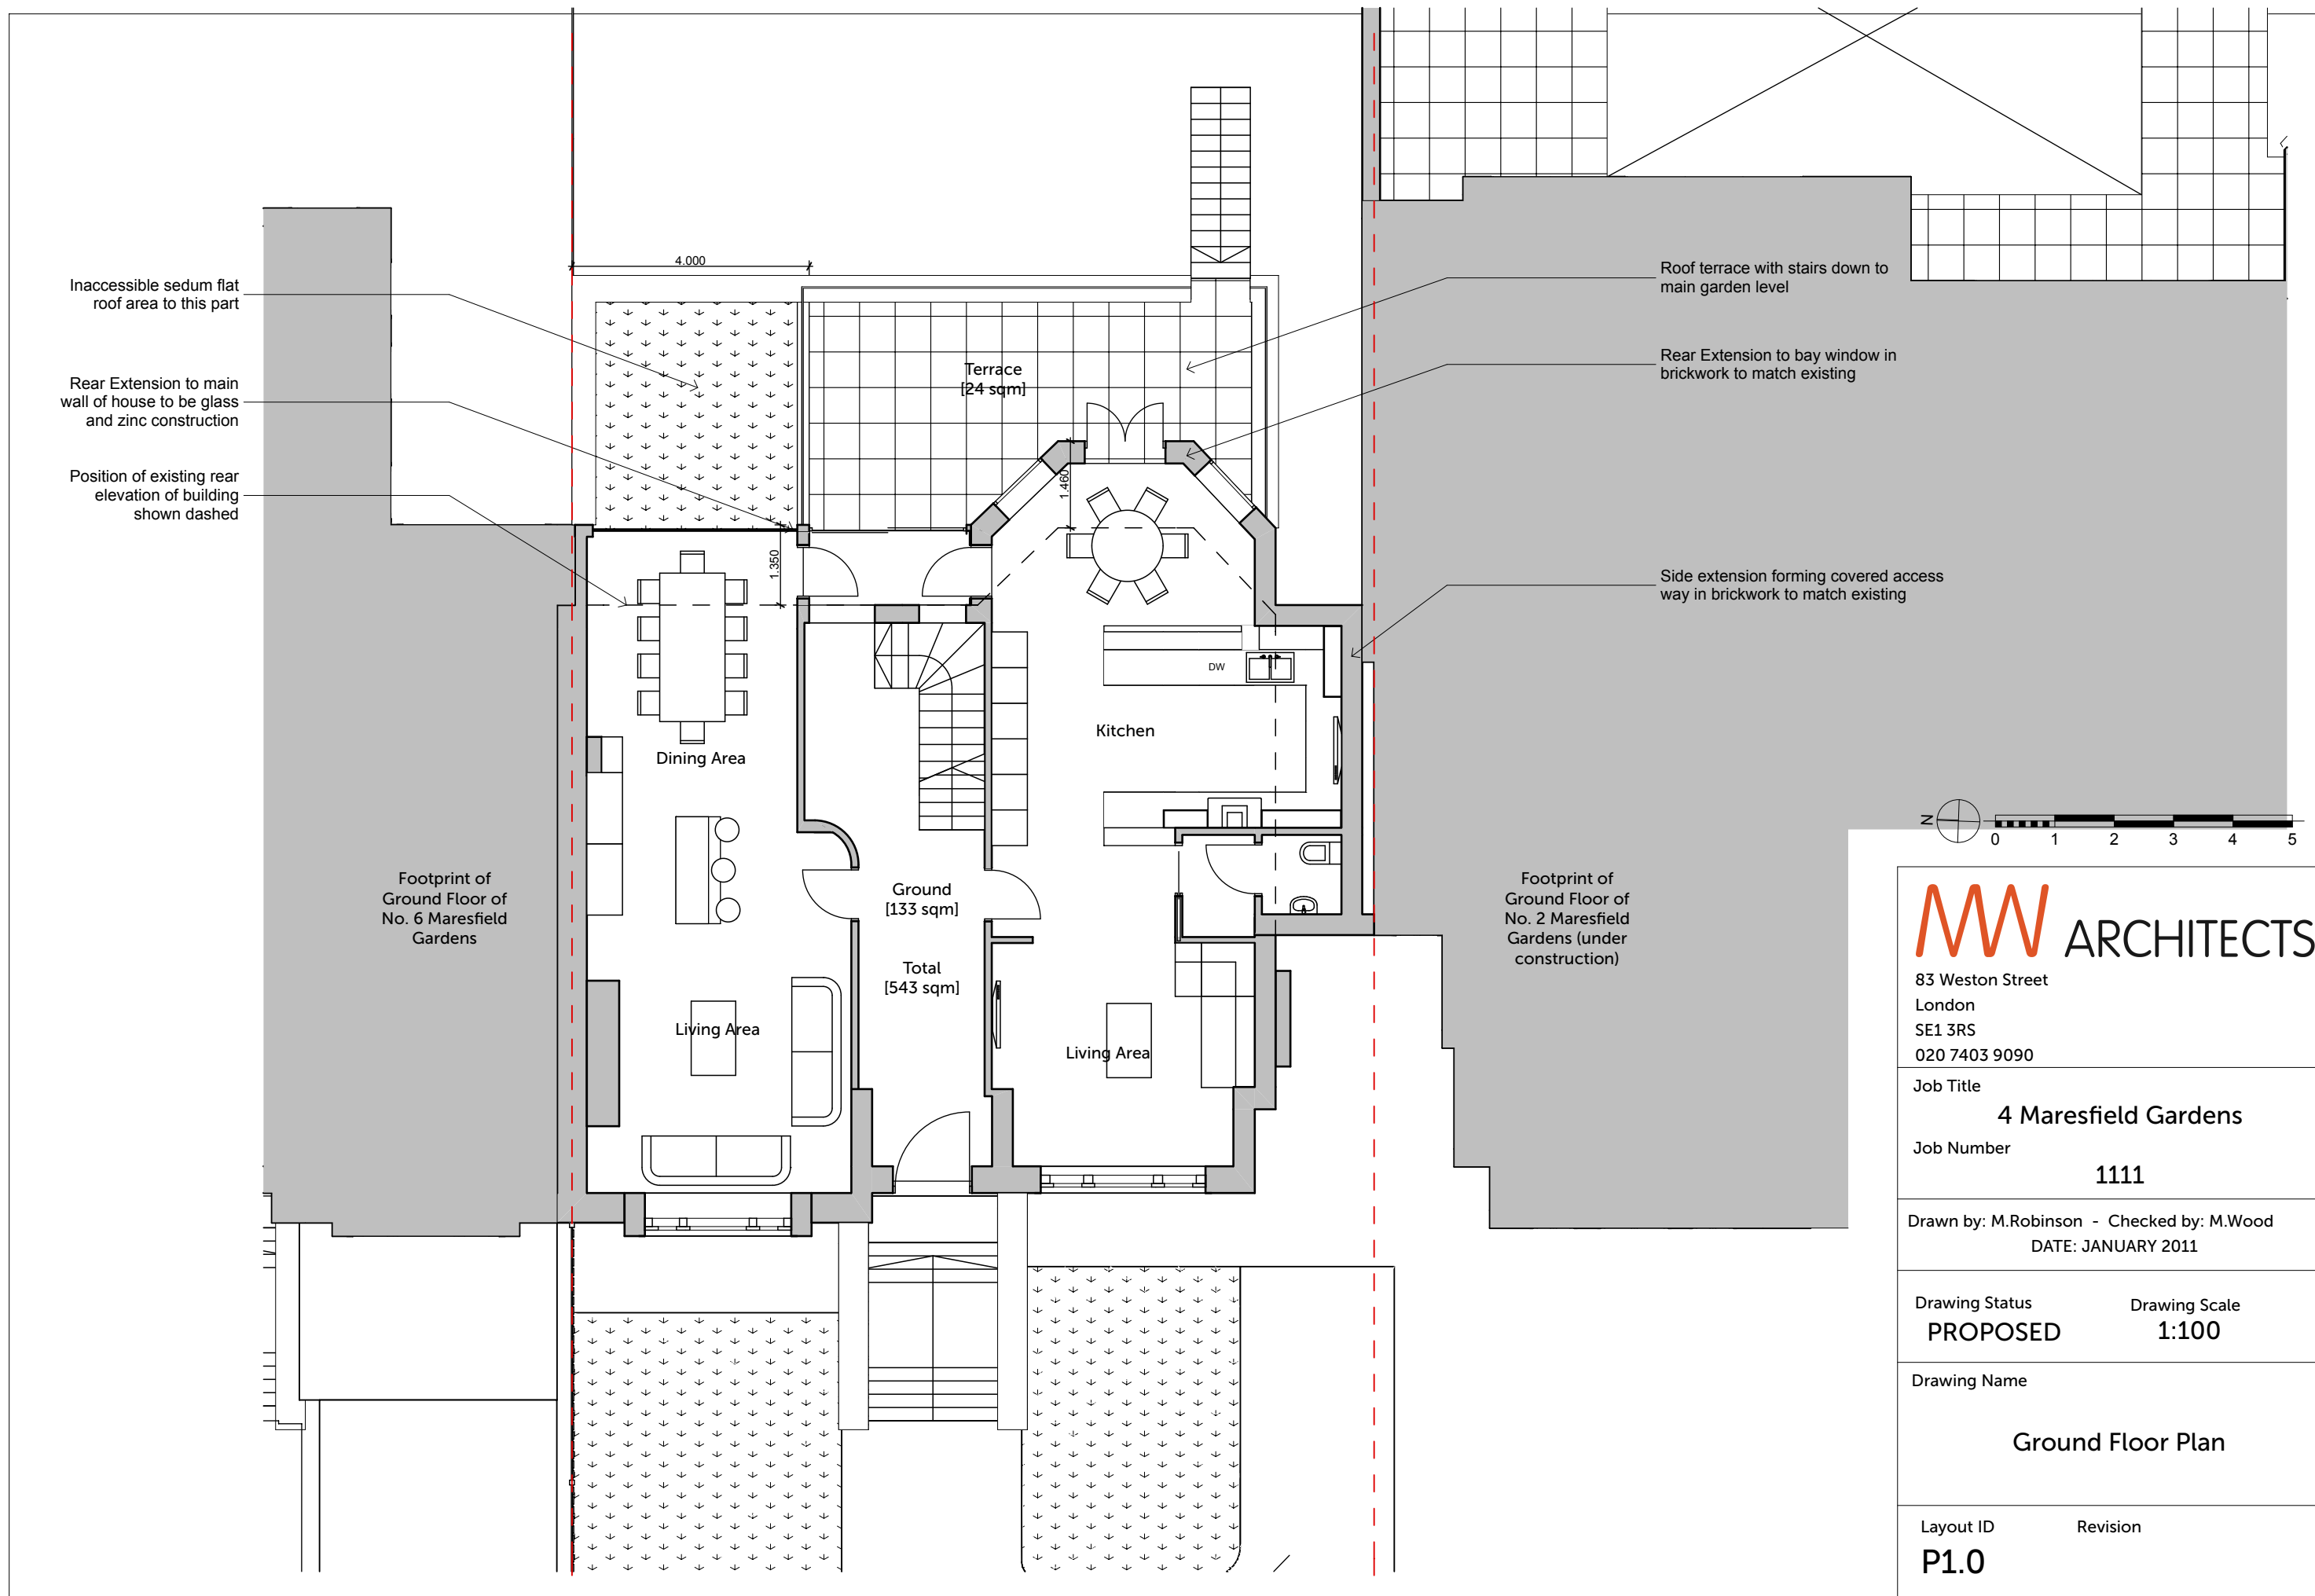 4.000
Inaccessible sedum flat
roof area to this part
Rear Extension to main
wall of house to be glass
and zinc construction
Position of existing rear
elevation of building
shown dashed
Terrace
[24 sqm]
1.460
1.350
Roof terrace with stairs down to
main garden level
Rear Extension to bay window in
brickwork to match existing
Side extension forming covered access
way in brickwork to match existing
DW
Kitchen
Dining Area
Footprint of
Ground Floor of
No. 6 Maresfield
Gardens
Ground
[133 sqm]
Total
[543 sqm]
Living Area
Living Area
Footprint of
Ground Floor of
No. 2 Maresfield
Gardens (under
construction)
N
0 1 2 3 4 5
MW ARCHITECTS
83 Weston Street
London
SE1 3RS
020 7403 9090
Job Title
4 Maresfield Gardens
Job Number
1111
Drawn by: M.Robinson - Checked by: M.Wood
DATE: JANUARY 2011
Drawing Status
PROPOSED
Drawing Scale
1:100
Drawing Name
Ground Floor Plan
Layout ID
P1.0
Revision